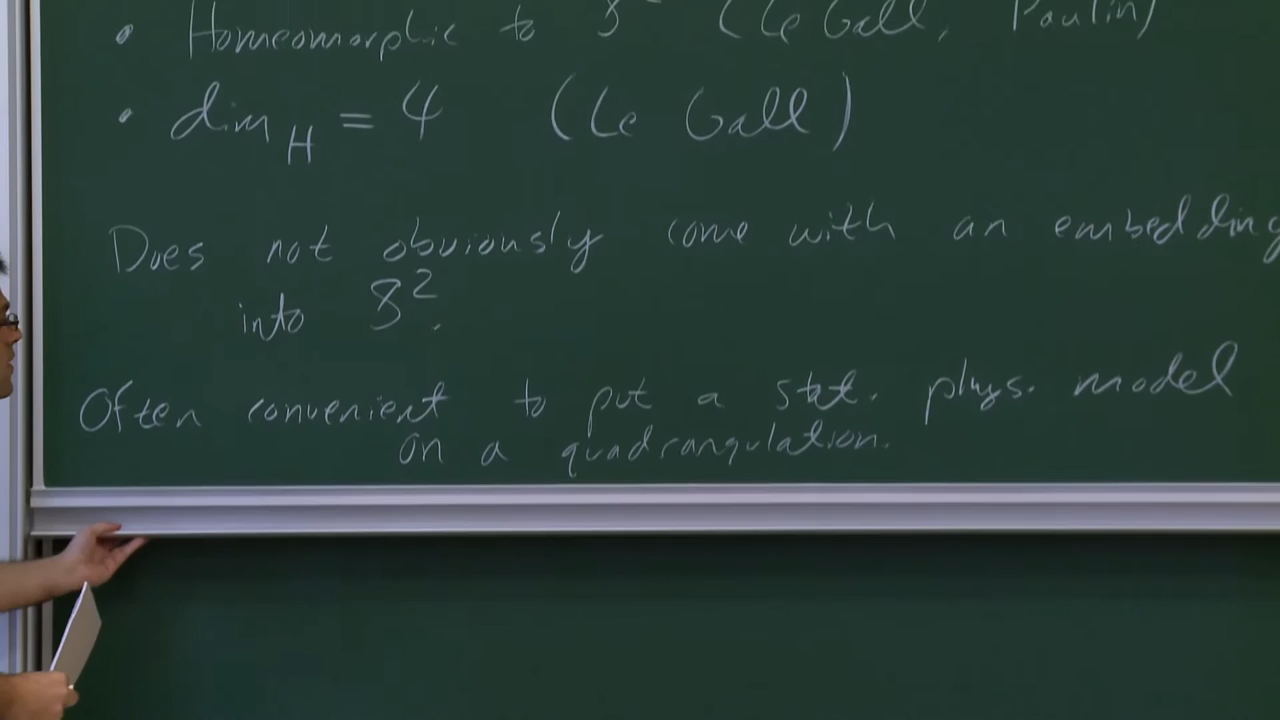 • Homeomorphic to S² (Le Gall, Paulin)
• dim_H = 4 (Le Gall)
Does not obviously come with an embedding
into S².
Often convenient to put a stat. phys. model
on a quadrangulation.